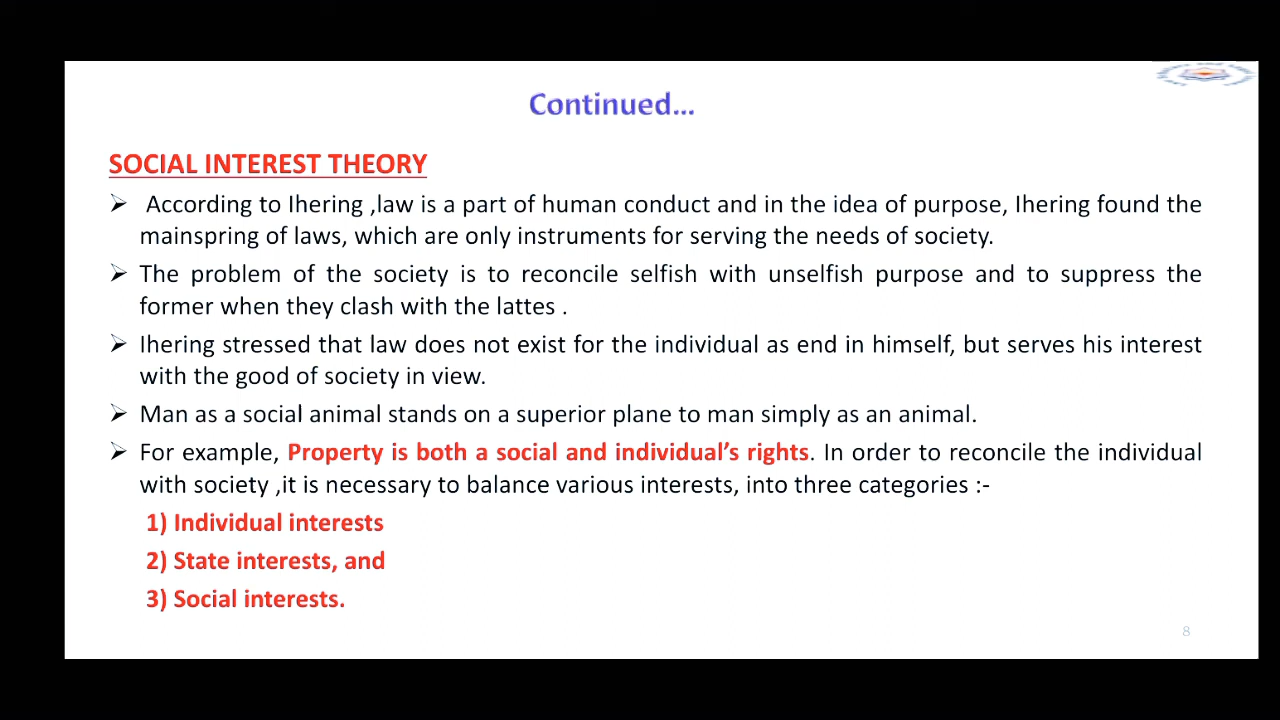 Continued...
SOCIAL INTEREST THEORY
➢ According to Ihering ,law is a part of human conduct and in the idea of purpose, Ihering found the
mainspring of laws, which are only instruments for serving the needs of society.
➢ The problem of the society is to reconcile selfish with unselfish purpose and to suppress the
former when they clash with the lattes .
➢ Ihering stressed that law does not exist for the individual as end in himself, but serves his interest
with the good of society in view.
➢ Man as a social animal stands on a superior plane to man simply as an animal.
➢ For example, Property is both a social and individual’s rights. In order to reconcile the individual
with society ,it is necessary to balance various interests, into three categories :-
1) Individual interests
2) State interests, and
3) Social interests.
8